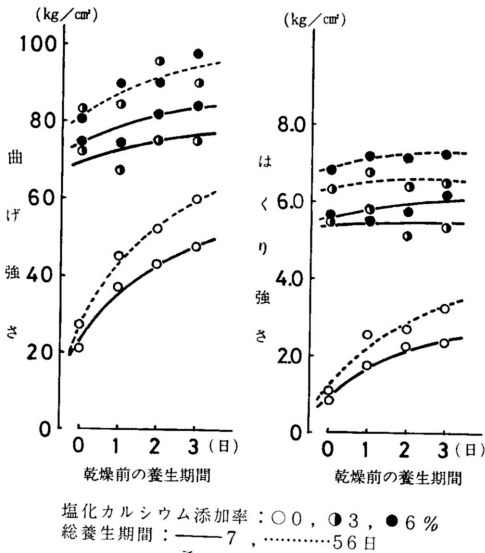 (kg/cm²)
100
80
60
40
20
0
曲げ強さ
0 1 2 3 (日)
乾燥前の養生期間
(kg/cm²)
8.0
6.0
4.0
2.0
0
はくり強さ
0 1 2 3 (日)
乾燥前の養生期間
塩化カルシウム添加率:○0, ◑3, ●6%
総養生期間:――7, …………56日